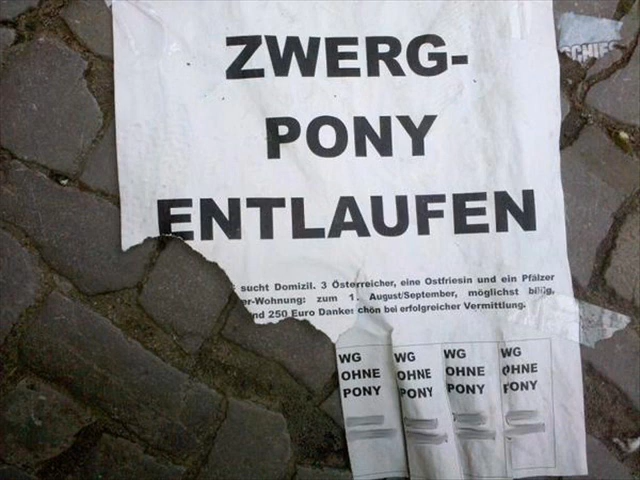 ZWERG-
PONY
ENTLAUFEN
sucht Domizil. 3 Österreicher, eine Ostfriesin und ein Pfälzer
er-Wohnung: zum 1. August/September, möglichst billig,
nd 250 Euro Dankeschön bei erfolgreicher Vermittlung.
WG OHNE PONY
WG OHNE PONY
WG OHNE PONY
WG OHNE PONY